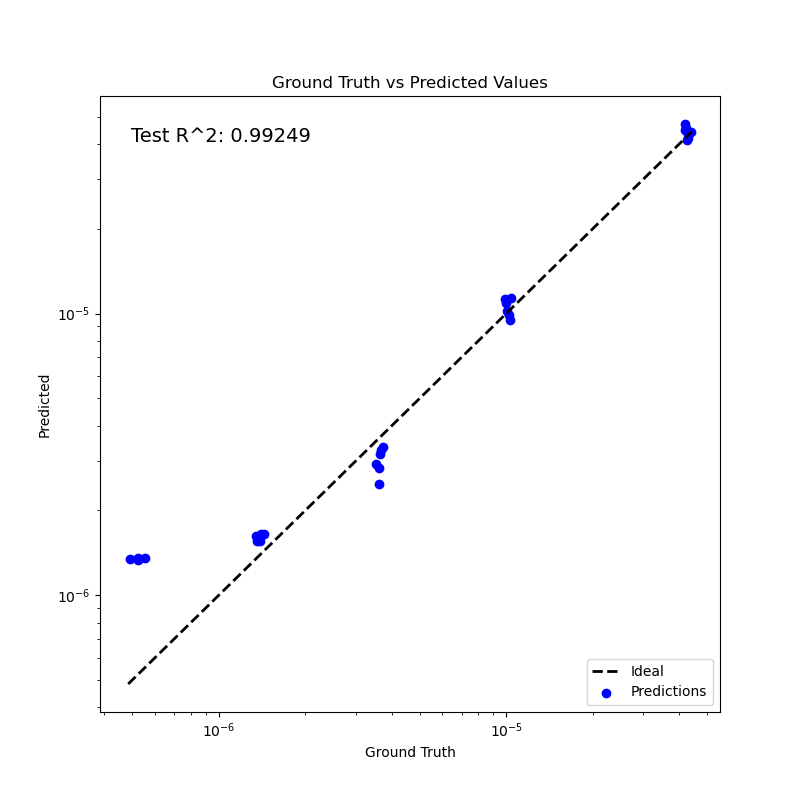 Ground Truth vs Predicted Values
Test R^2: 0.99249
Predicted
10⁻⁵
10⁻⁶
10⁻⁶
10⁻⁵
Ground Truth
Ideal
Predictions